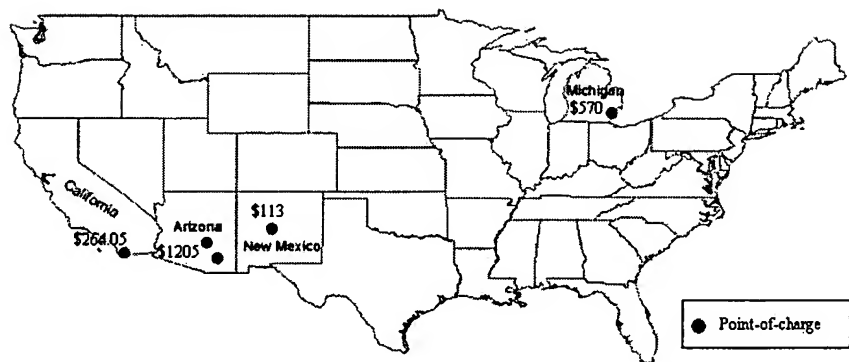 Michigan
$570
California
$113
Arizona
New Mexico
$264.05
$1205
Point-of-charge